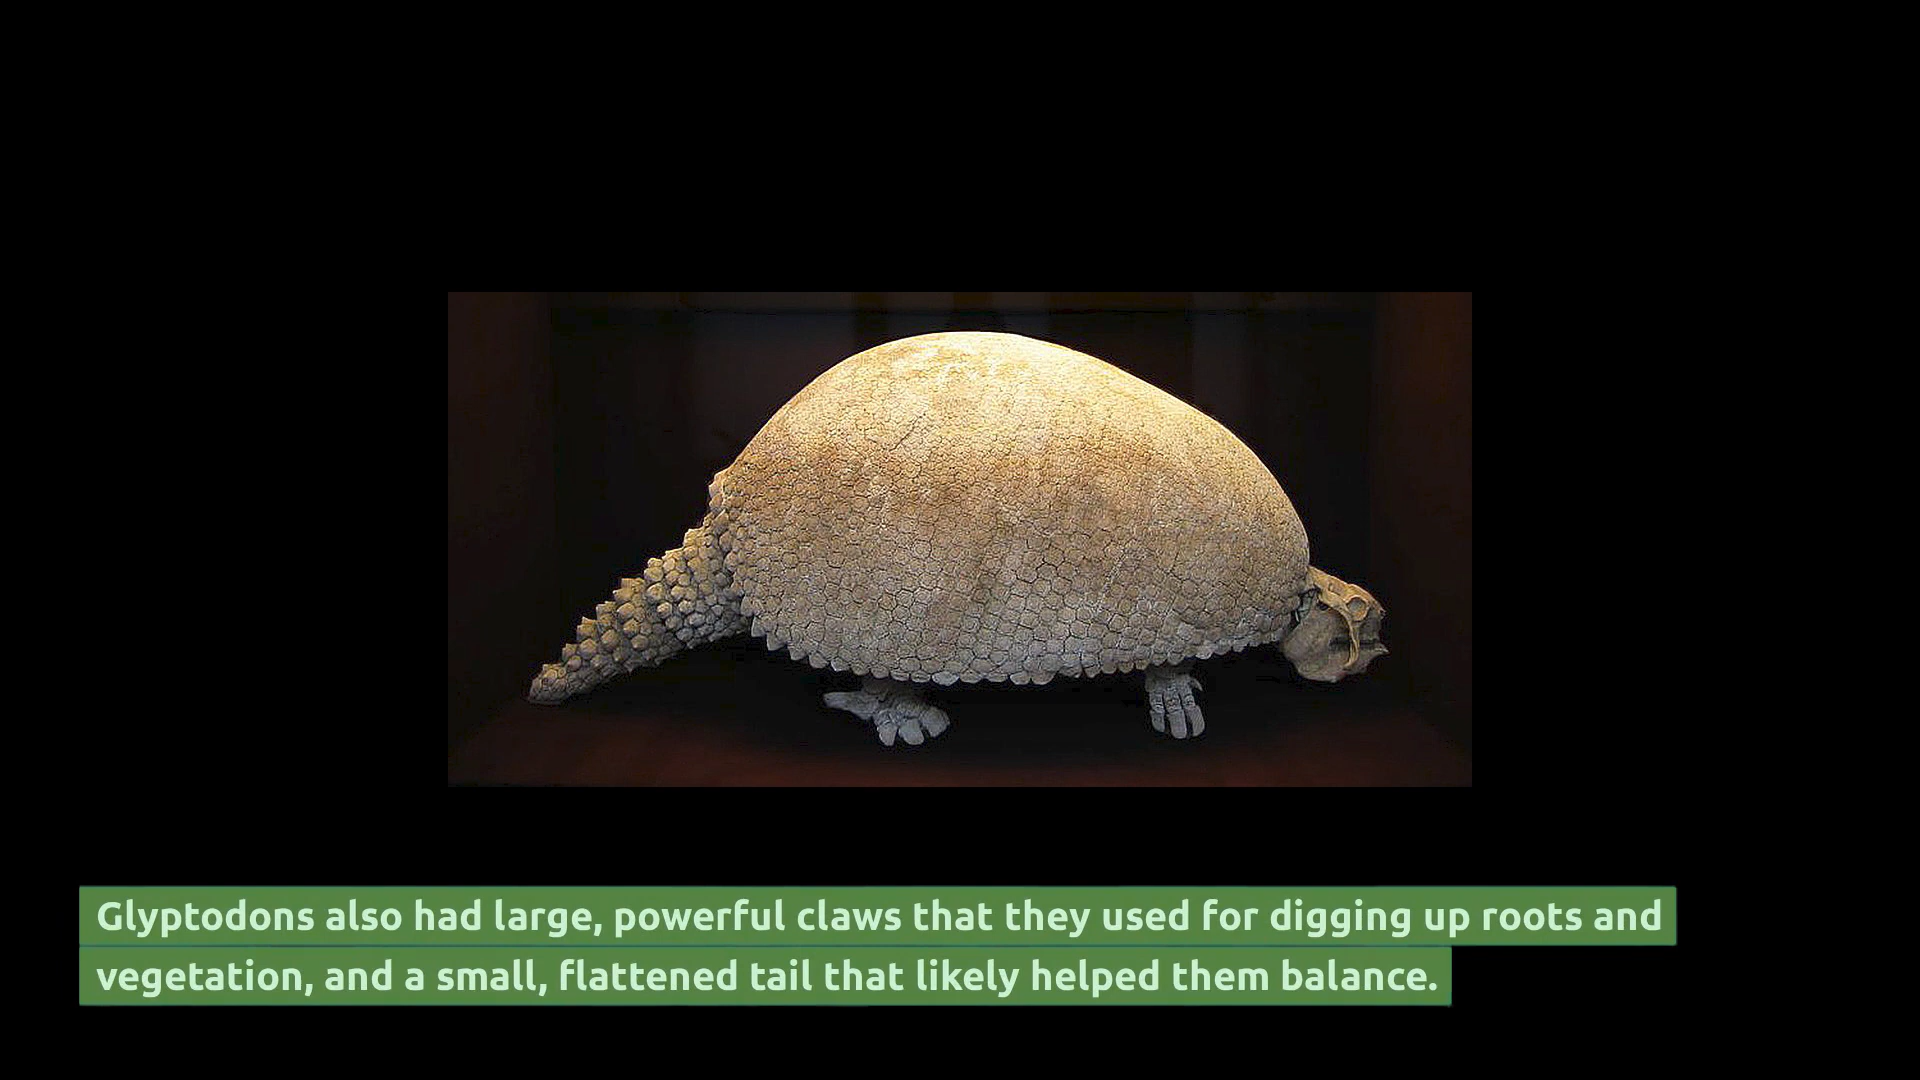 Glyptodons also had large, powerful claws that they used for digging up roots and
vegetation, and a small, flattened tail that likely helped them balance.